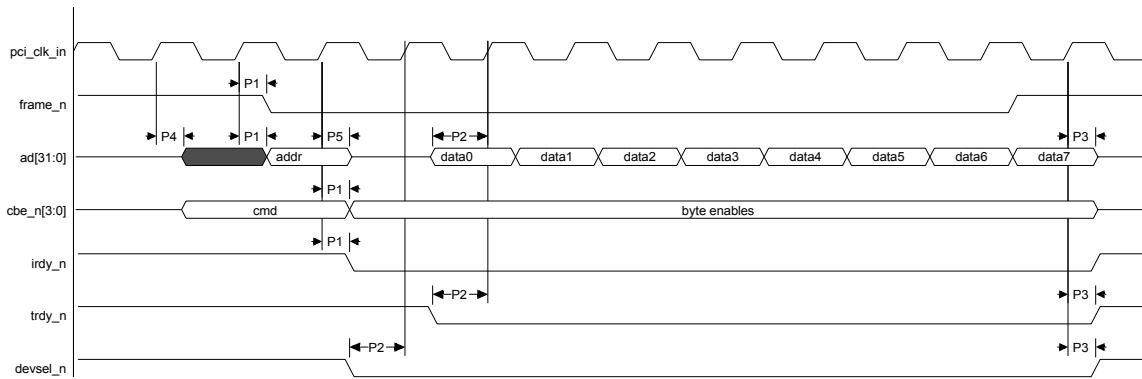 pci_clk_in
P1
frame_n
P4 P1 P5 P2 P3
ad[31:0] addr data0 data1 data2 data3 data4 data5 data6 data7
P1
cbe_n[3:0] cmd byte enables
P1
irdy_n
P2 P3
trdy_n
P2 P3
devsel_n